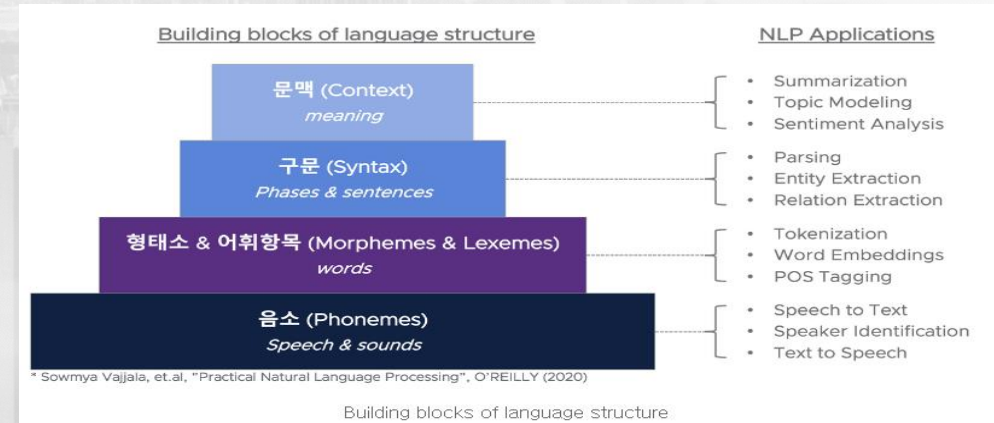 Building blocks of language structure
NLP Applications
문맥 (Context)
meaning
• Summarization
• Topic Modeling
• Sentiment Analysis
구문 (Syntax)
Phases & sentences
• Parsing
• Entity Extraction
• Relation Extraction
형태소 & 어휘항목 (Morphemes & Lexemes)
words
• Tokenization
• Word Embeddings
• POS Tagging
음소 (Phonemes)
Speech & sounds
• Speech to Text
• Speaker Identification
• Text to Speech
* Sowmya Vajjala, et.al, "Practical Natural Language Processing", O'REILLY (2020)
Building blocks of language structure